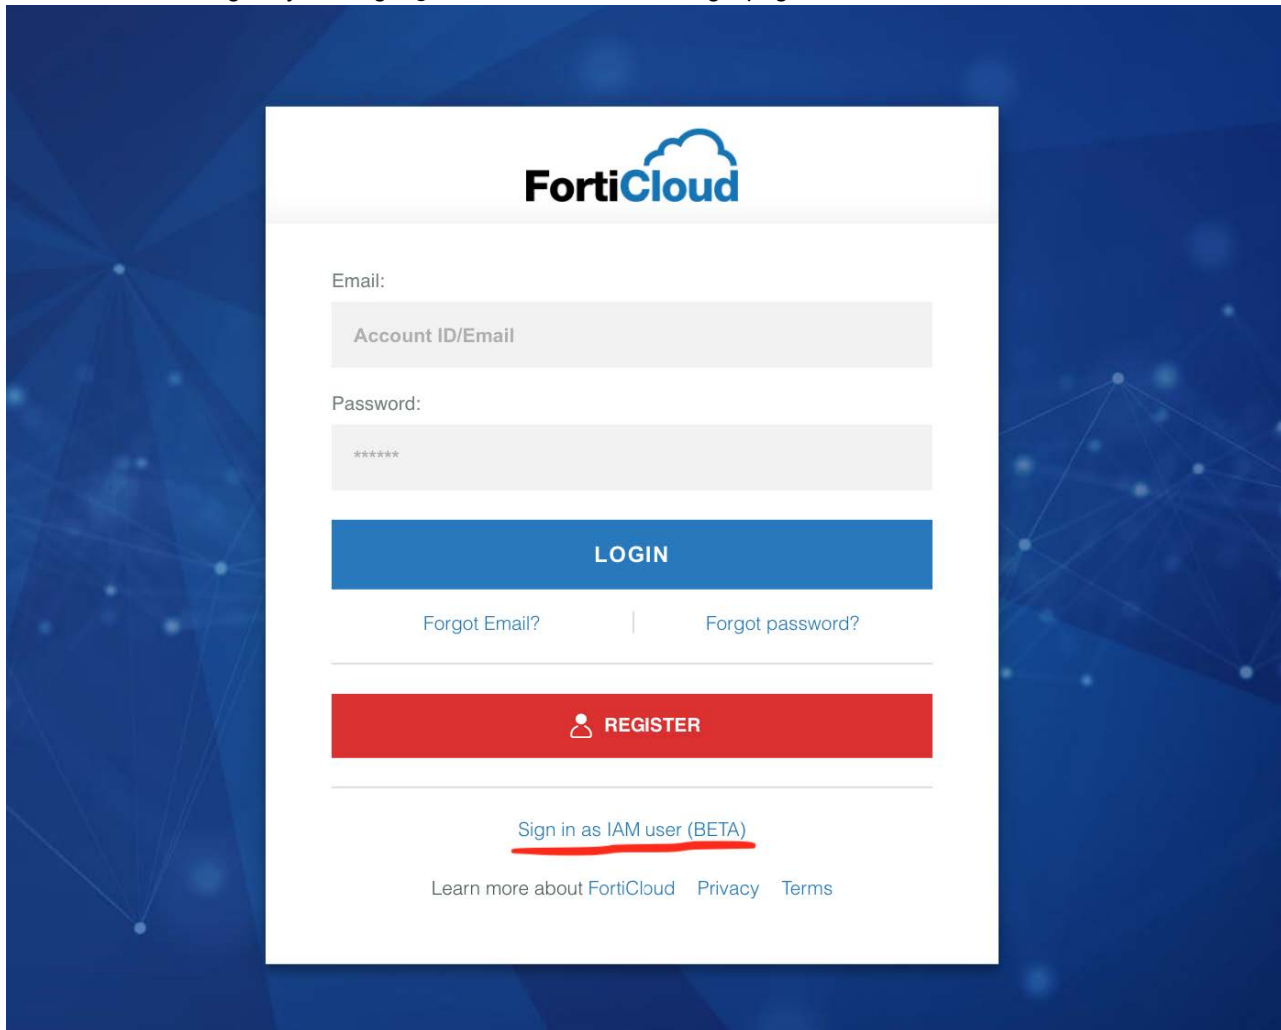 FortiCloud
Email:
Account ID/Email
Password:
******
LOGIN
Forgot Email? Forgot password?
REGISTER
Sign in as IAM user (BETA)
Learn more about FortiCloud Privacy Terms